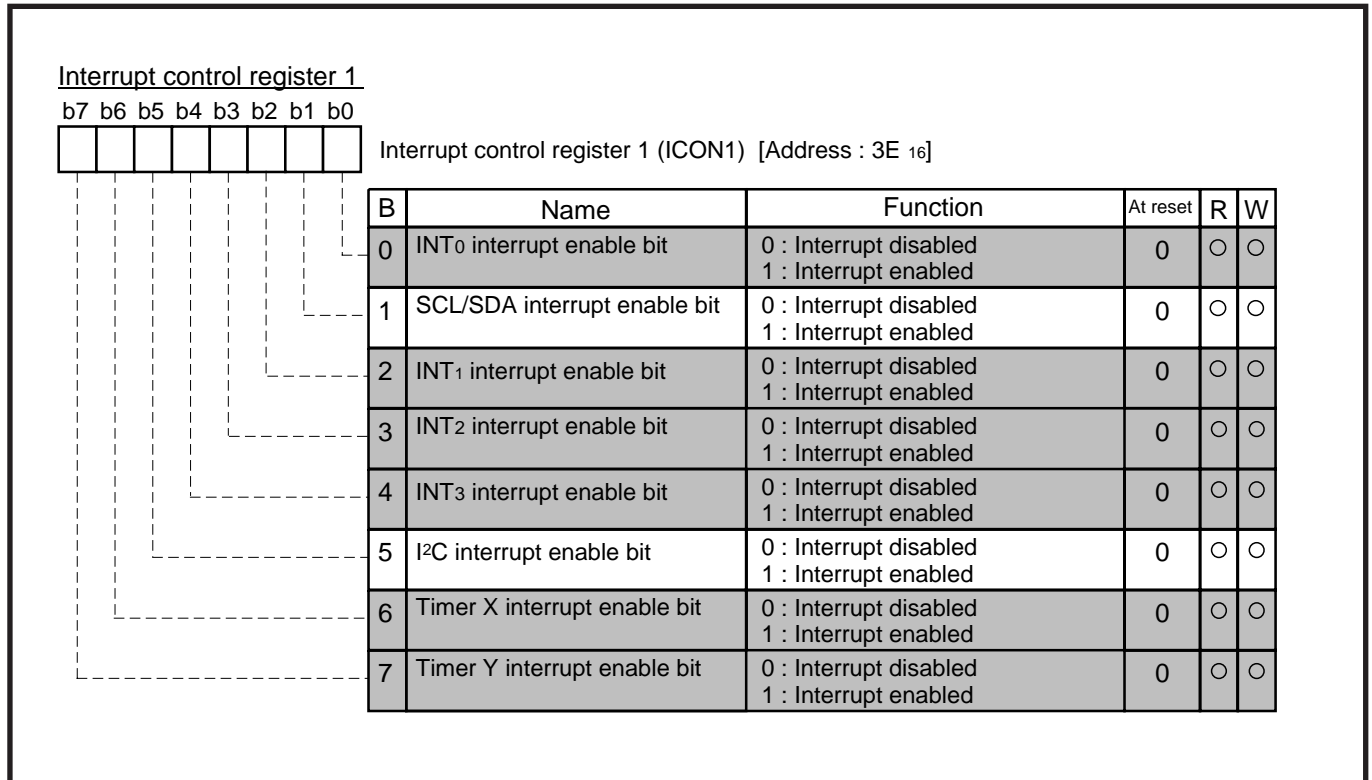 Interrupt control register 1
b7 b6 b5 b4 b3 b2 b1 b0
Interrupt control register 1 (ICON1) [Address : 3E 16]
B Name Function At reset R W
0 INT0 interrupt enable bit 0 : Interrupt disabled 0 ○ ○
1 : Interrupt enabled
1 SCL/SDA interrupt enable bit 0 : Interrupt disabled 0 ○ ○
1 : Interrupt enabled
2 INT1 interrupt enable bit 0 : Interrupt disabled 0 ○ ○
1 : Interrupt enabled
3 INT2 interrupt enable bit 0 : Interrupt disabled 0 ○ ○
1 : Interrupt enabled
4 INT3 interrupt enable bit 0 : Interrupt disabled 0 ○ ○
1 : Interrupt enabled
5 I2C interrupt enable bit 0 : Interrupt disabled 0 ○ ○
1 : Interrupt enabled
6 Timer X interrupt enable bit 0 : Interrupt disabled 0 ○ ○
1 : Interrupt enabled
7 Timer Y interrupt enable bit 0 : Interrupt disabled 0 ○ ○
1 : Interrupt enabled